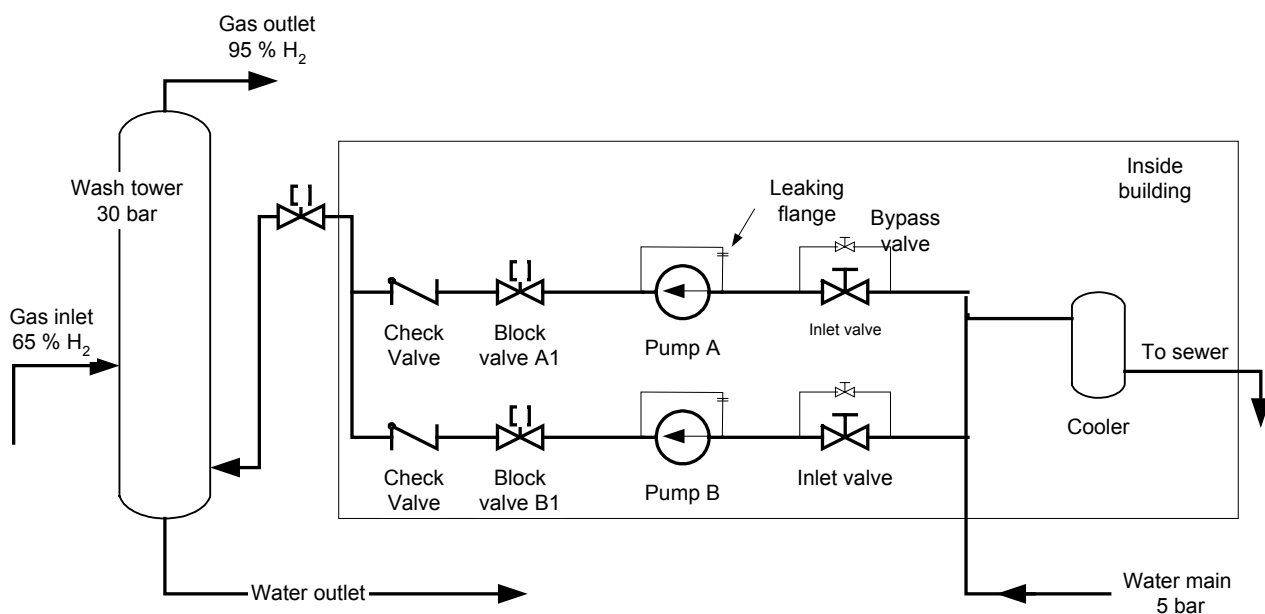 Gas outlet
95 % H₂
Wash tower
30 bar
Gas inlet
65 % H₂
Inside
building
Leaking
flange
Bypass
valve
Check
Valve
Block
valve A1
Pump A
Inlet valve
To sewer
Cooler
Check
Valve
Block
valve B1
Pump B
Inlet valve
Water outlet
Water main
5 bar